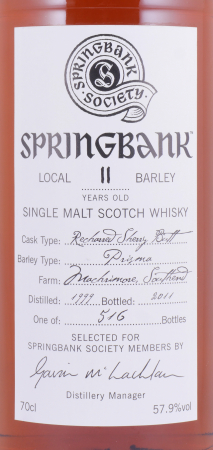 SPRINGBANK
S
SOCIETY
SPRINGBANK
LOCAL 11 BARLEY
YEARS OLD
SINGLE MALT SCOTCH WHISKY
Cask Type: Rechard Sherry Butt
Barley Type: Prisma
Farm: Machrimore, Southend
Distilled: 1999 Bottled: 2011
One of: 516 Bottles
SELECTED FOR
SPRINGBANK SOCIETY MEMBERS BY
Gavin McLachlan
Distillery Manager
70cl 57.9%vol